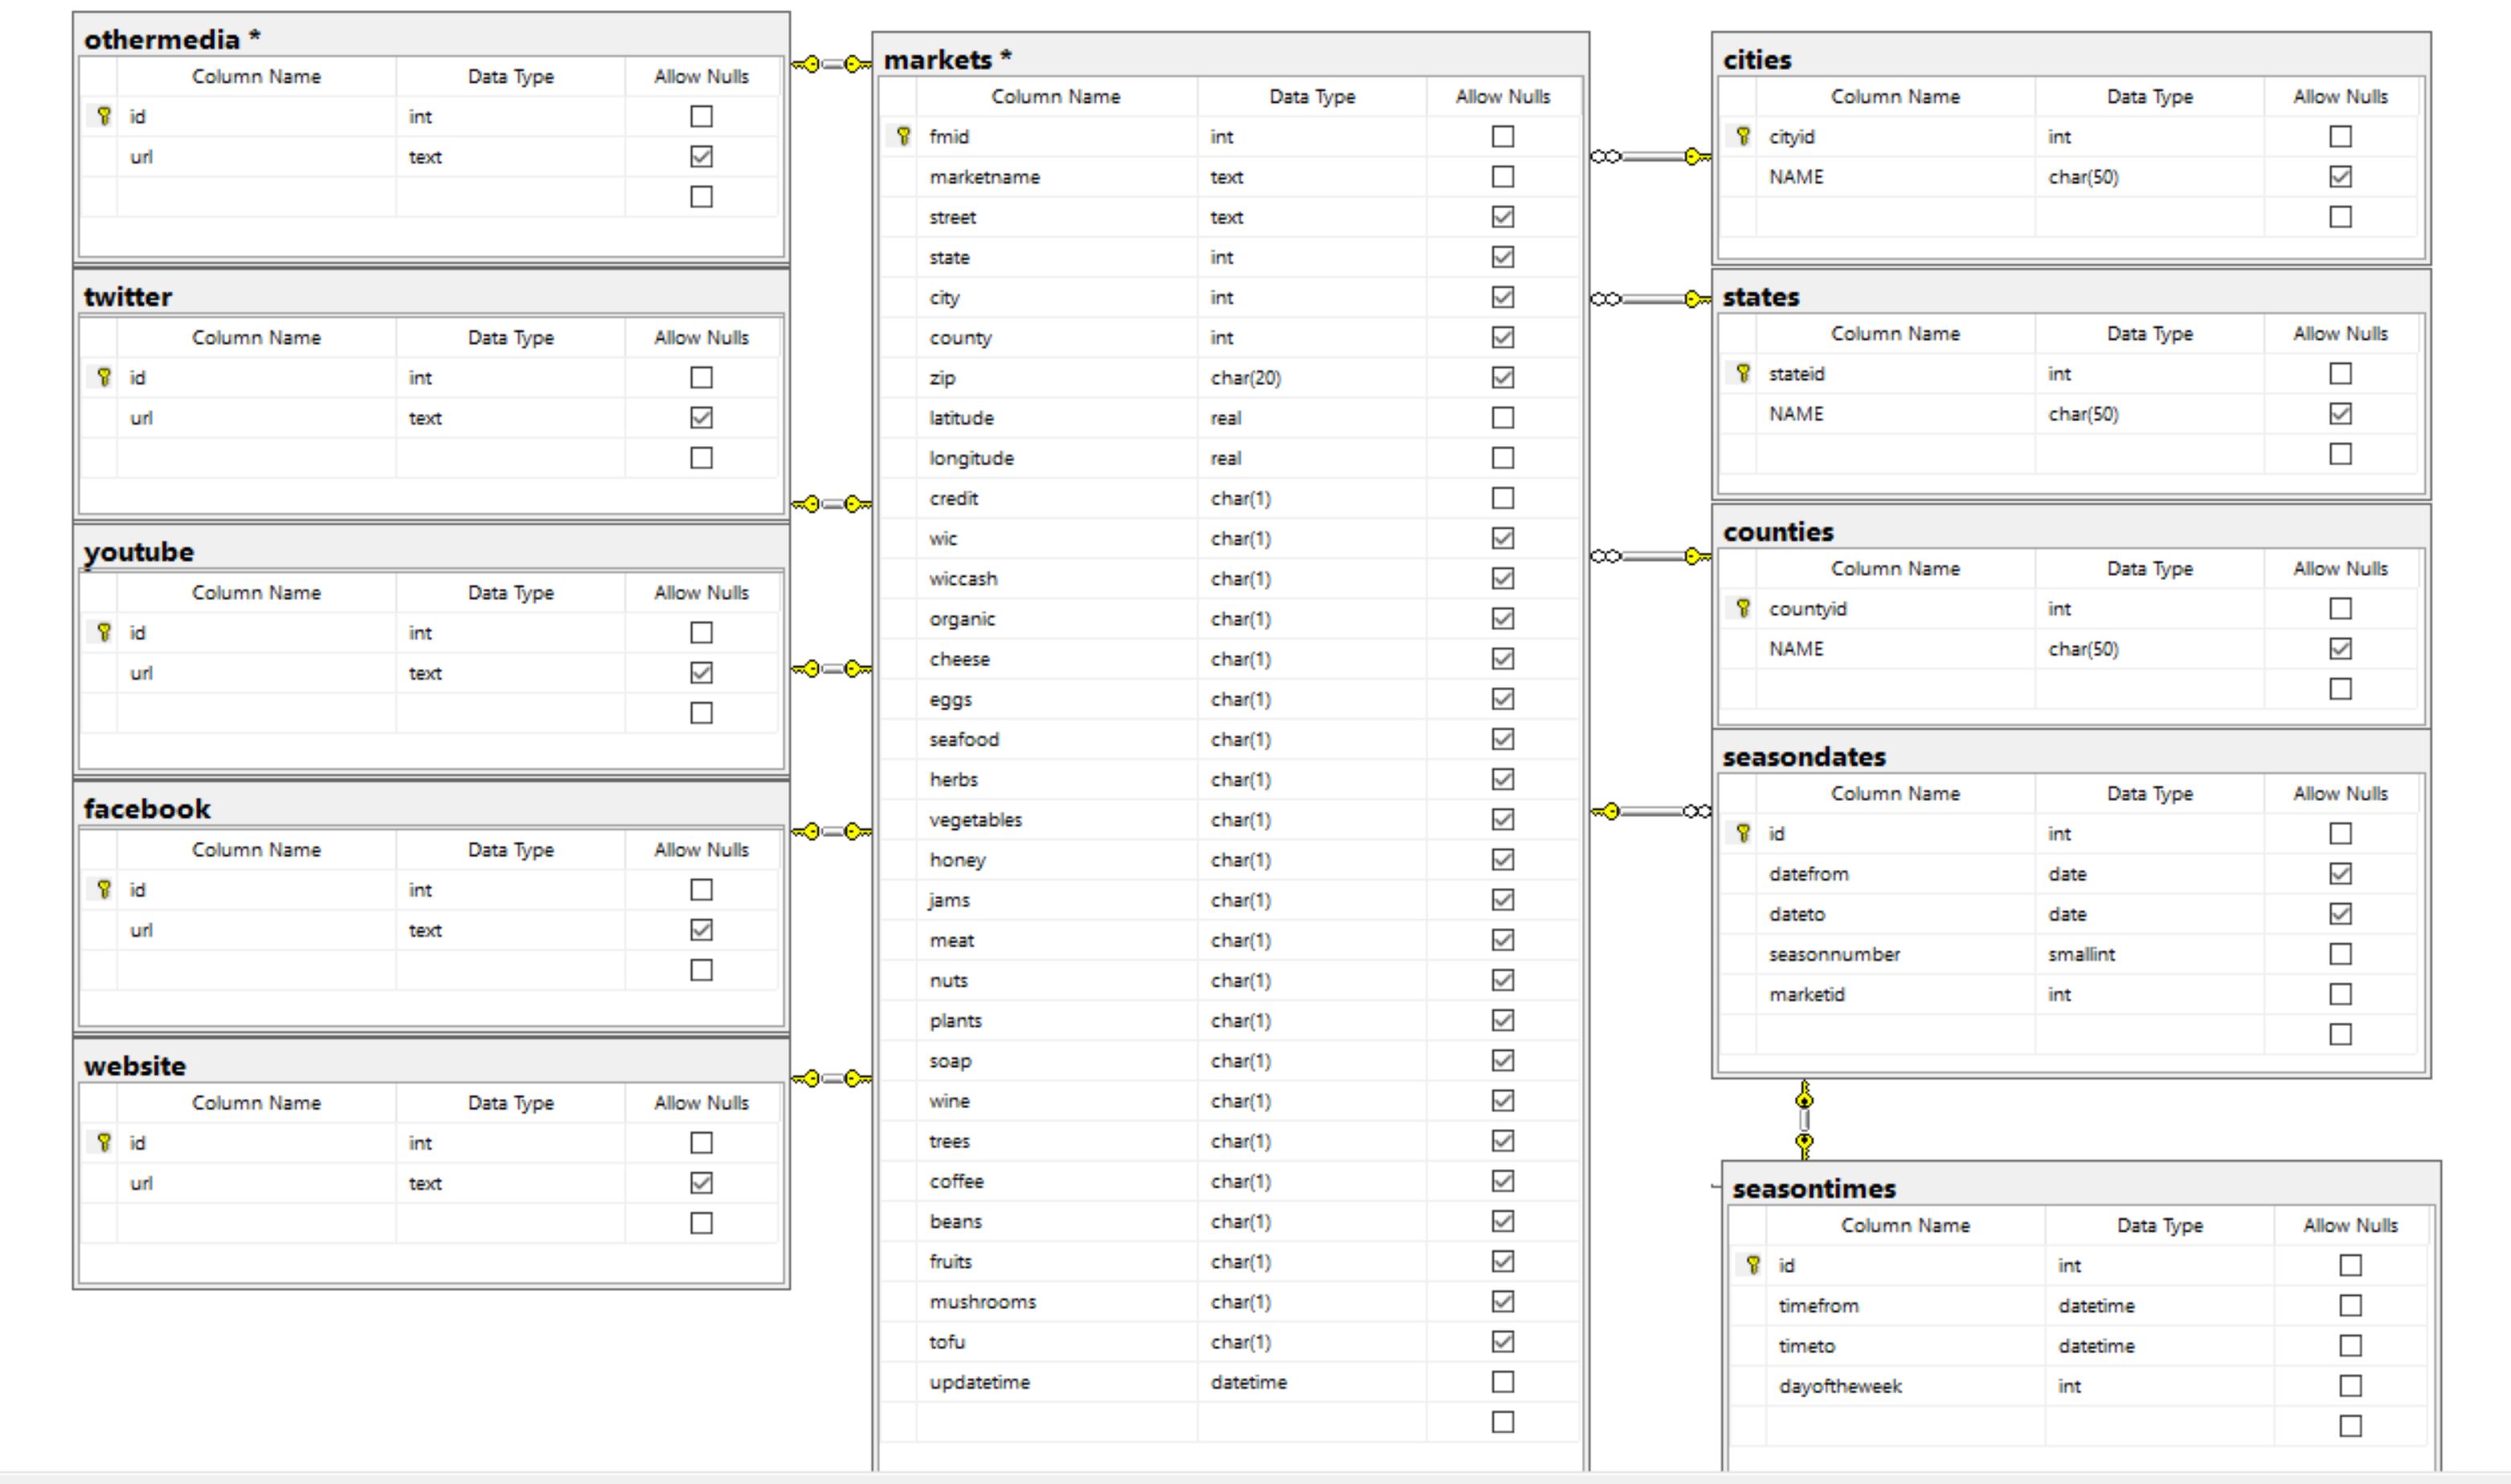 othermedia *
Column Name Data Type Allow Nulls
id int
url text
twitter
Column Name Data Type Allow Nulls
id int
url text
youtube
Column Name Data Type Allow Nulls
id int
url text
facebook
Column Name Data Type Allow Nulls
id int
url text
website
Column Name Data Type Allow Nulls
id int
url text
markets *
Column Name Data Type Allow Nulls
fmid int
marketname text
street text
state int
city int
county int
zip char(20)
latitude real
longitude real
credit char(1)
wic char(1)
wiccash char(1)
organic char(1)
cheese char(1)
eggs char(1)
seafood char(1)
herbs char(1)
vegetables char(1)
honey char(1)
jams char(1)
meat char(1)
nuts char(1)
plants char(1)
soap char(1)
wine char(1)
trees char(1)
coffee char(1)
beans char(1)
fruits char(1)
mushrooms char(1)
tofu char(1)
updatetime datetime
cities
Column Name Data Type Allow Nulls
cityid int
NAME char(50)
states
Column Name Data Type Allow Nulls
stateid int
NAME char(50)
counties
Column Name Data Type Allow Nulls
countyid int
NAME char(50)
seasondates
Column Name Data Type Allow Nulls
id int
datefrom date
dateto date
seasonnumber smallint
marketid int
seasontimes
Column Name Data Type Allow Nulls
id int
timefrom datetime
timeto datetime
dayoftheweek int